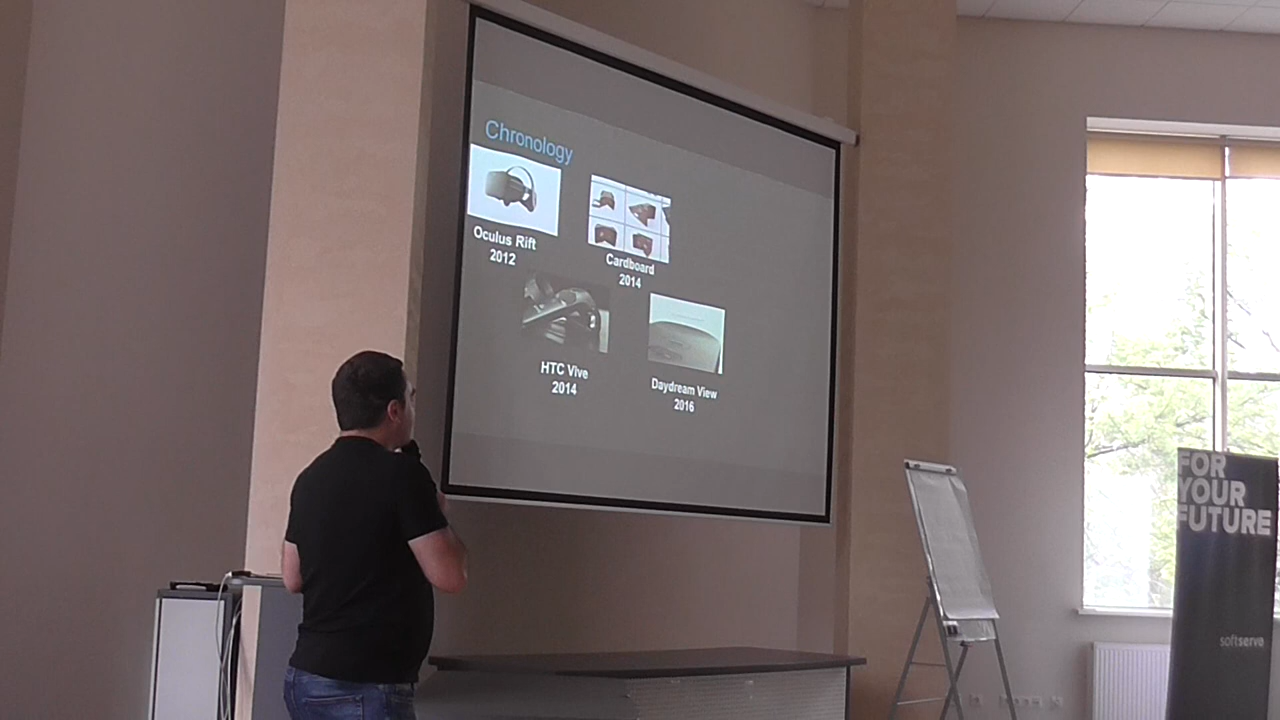 Chronology
Oculus Rift
2012
Cardboard
2014
HTC Vive
2014
Daydream View
2016
FOR
YOUR
FUTURE
softserve